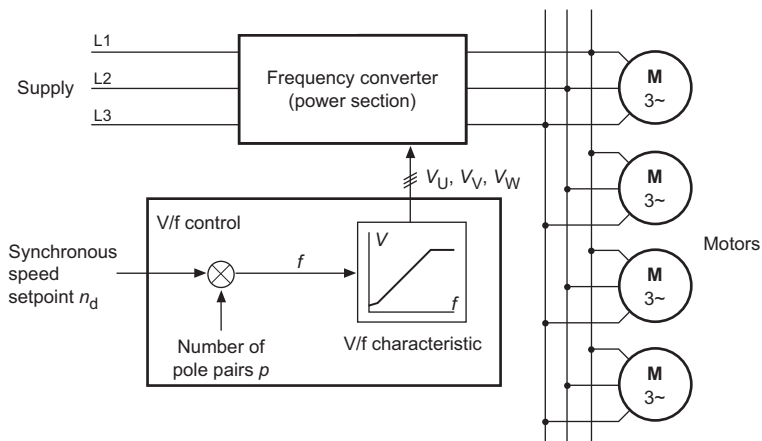 L1
L2
L3
Supply
Frequency converter
(power section)
M
3~
V_U, V_V, V_W
M
3~
V/f control
Synchronous
speed
setpoint n_d
f
V
f
Motors
M
3~
Number of
pole pairs p
V/f characteristic
M
3~